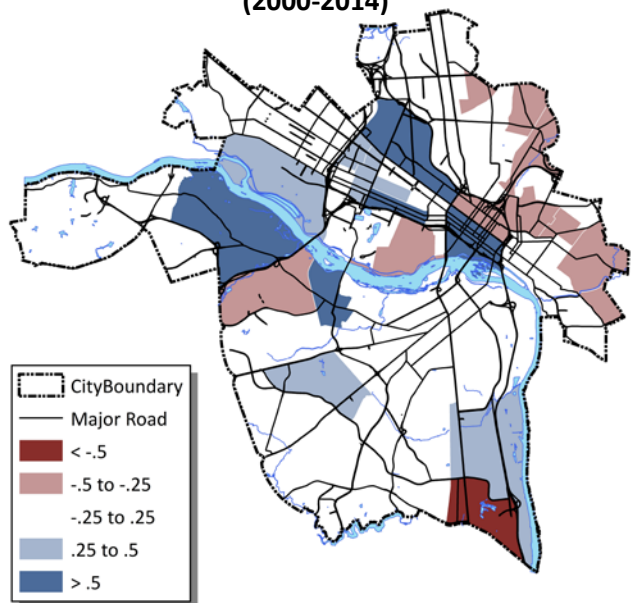 (2000-2014)
CityBoundary
Major Road
< -.5
-.5 to -.25
-.25 to .25
.25 to .5
> .5